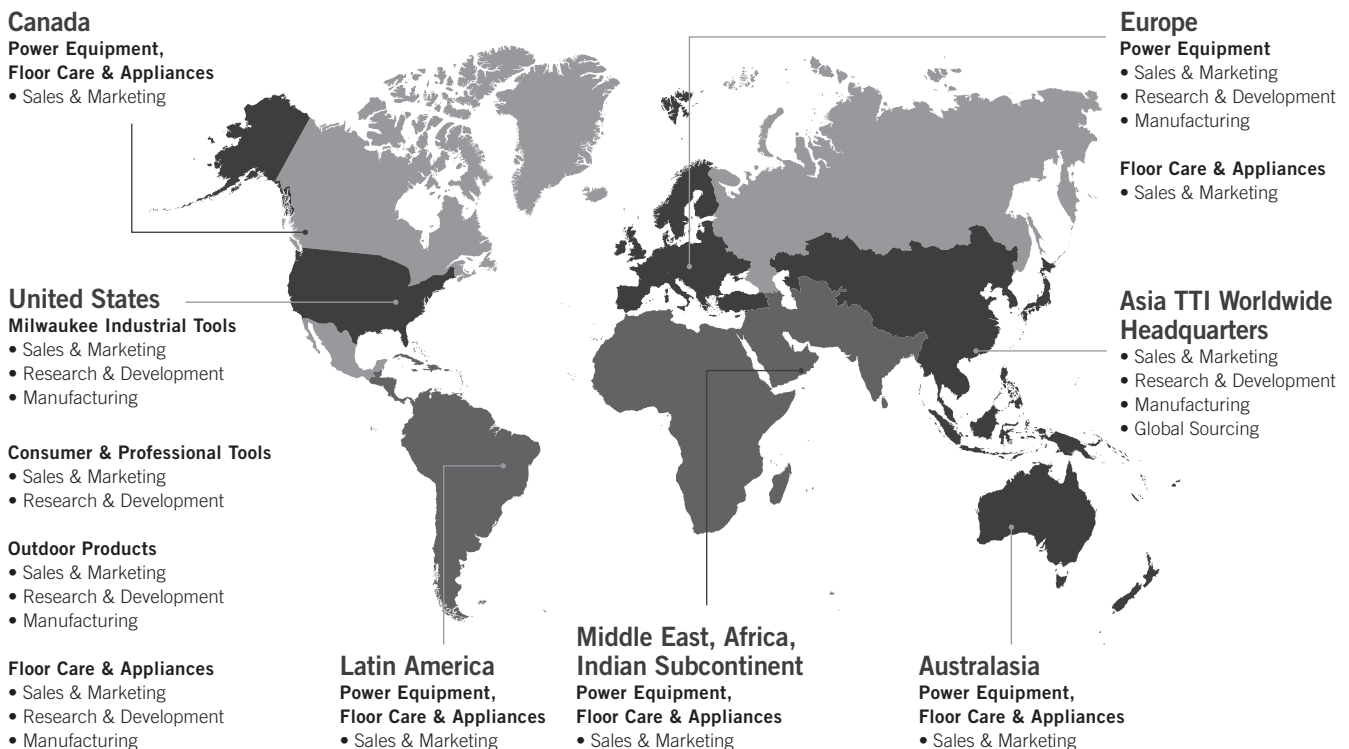 Canada
Power Equipment,
Floor Care & Appliances
• Sales & Marketing
United States
Milwaukee Industrial Tools
• Sales & Marketing
• Research & Development
• Manufacturing
Consumer & Professional Tools
• Sales & Marketing
• Research & Development
Outdoor Products
• Sales & Marketing
• Research & Development
• Manufacturing
Floor Care & Appliances
• Sales & Marketing
• Research & Development
• Manufacturing
Latin America
Power Equipment,
Floor Care & Appliances
• Sales & Marketing
Middle East, Africa,
Indian Subcontinent
Power Equipment,
Floor Care & Appliances
• Sales & Marketing
Europe
Power Equipment
• Sales & Marketing
• Research & Development
• Manufacturing
Floor Care & Appliances
• Sales & Marketing
Asia TTI Worldwide
Headquarters
• Sales & Marketing
• Research & Development
• Manufacturing
• Global Sourcing
Australasia
Power Equipment,
Floor Care & Appliances
• Sales & Marketing